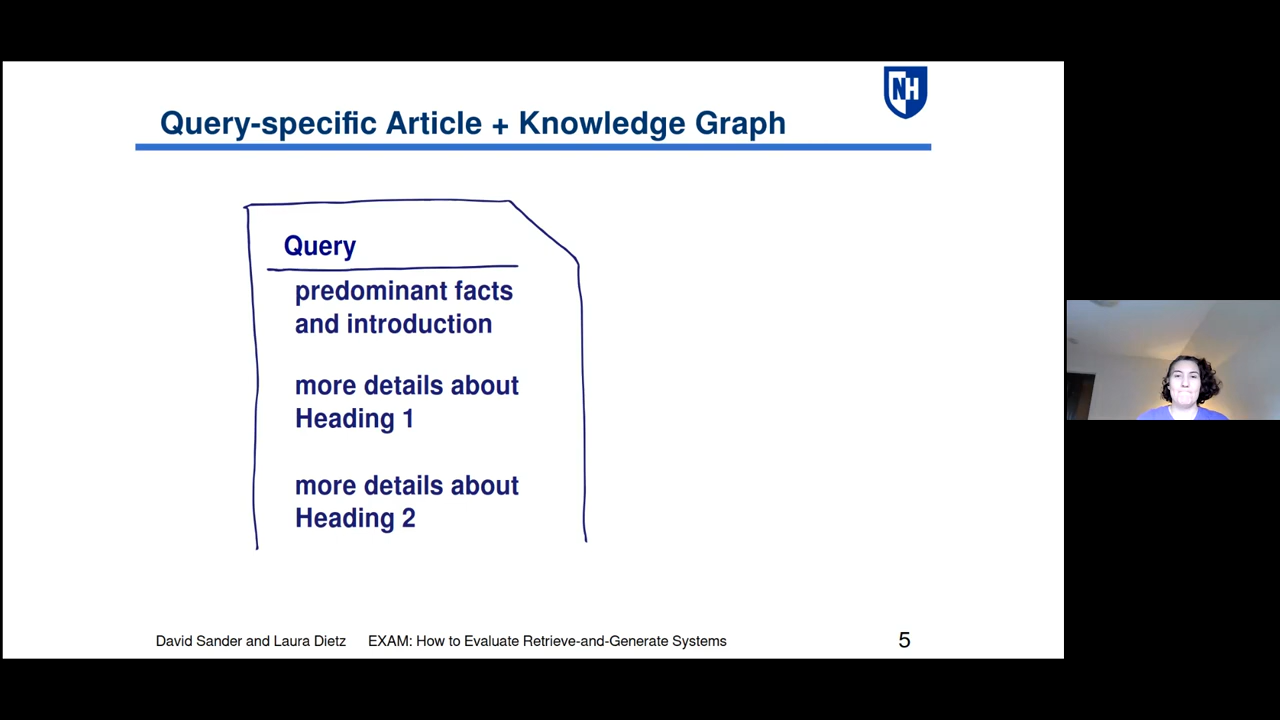 NH
Query-specific Article + Knowledge Graph
Query
predominant facts
and introduction
more details about
Heading 1
more details about
Heading 2
David Sander and Laura Dietz EXAM: How to Evaluate Retrieve-and-Generate Systems 5